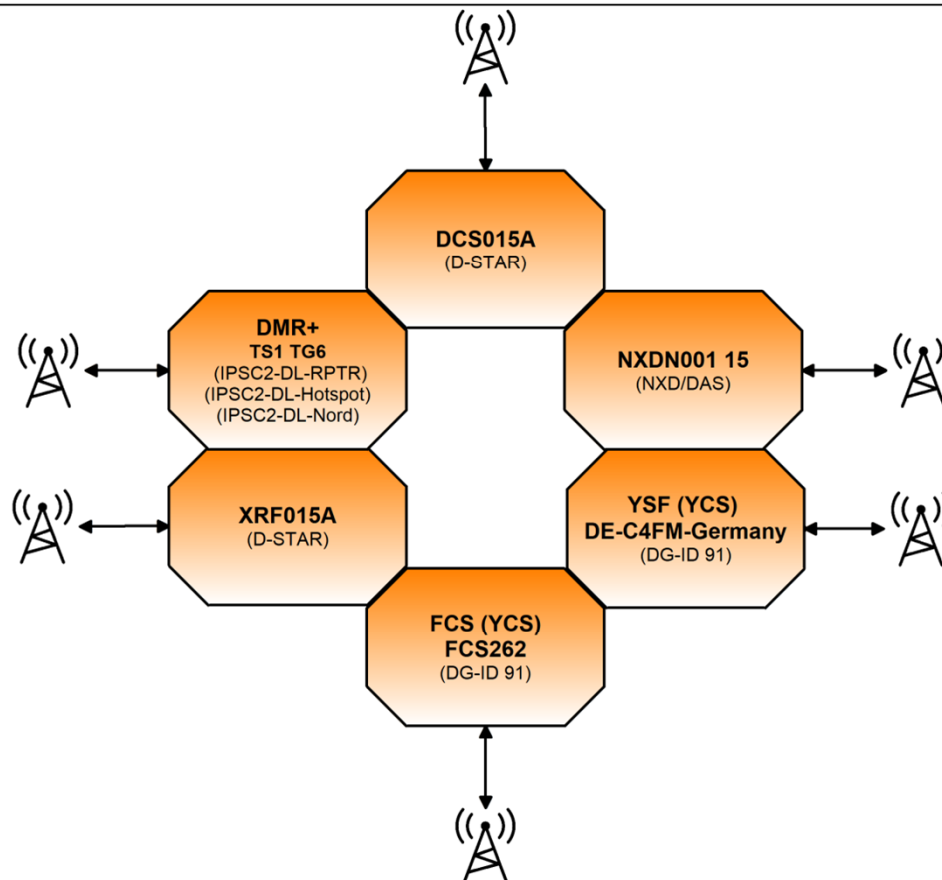 DCS015A
(D-STAR)
DMR+
TS1 TG6
(IPSC2-DL-RPTR)
(IPSC2-DL-Hotspot)
(IPSC2-DL-Nord)
NXDN001 15
(NXD/DAS)
XRF015A
(D-STAR)
YSF (YCS)
DE-C4FM-Germany
(DG-ID 91)
FCS (YCS)
FCS262
(DG-ID 91)